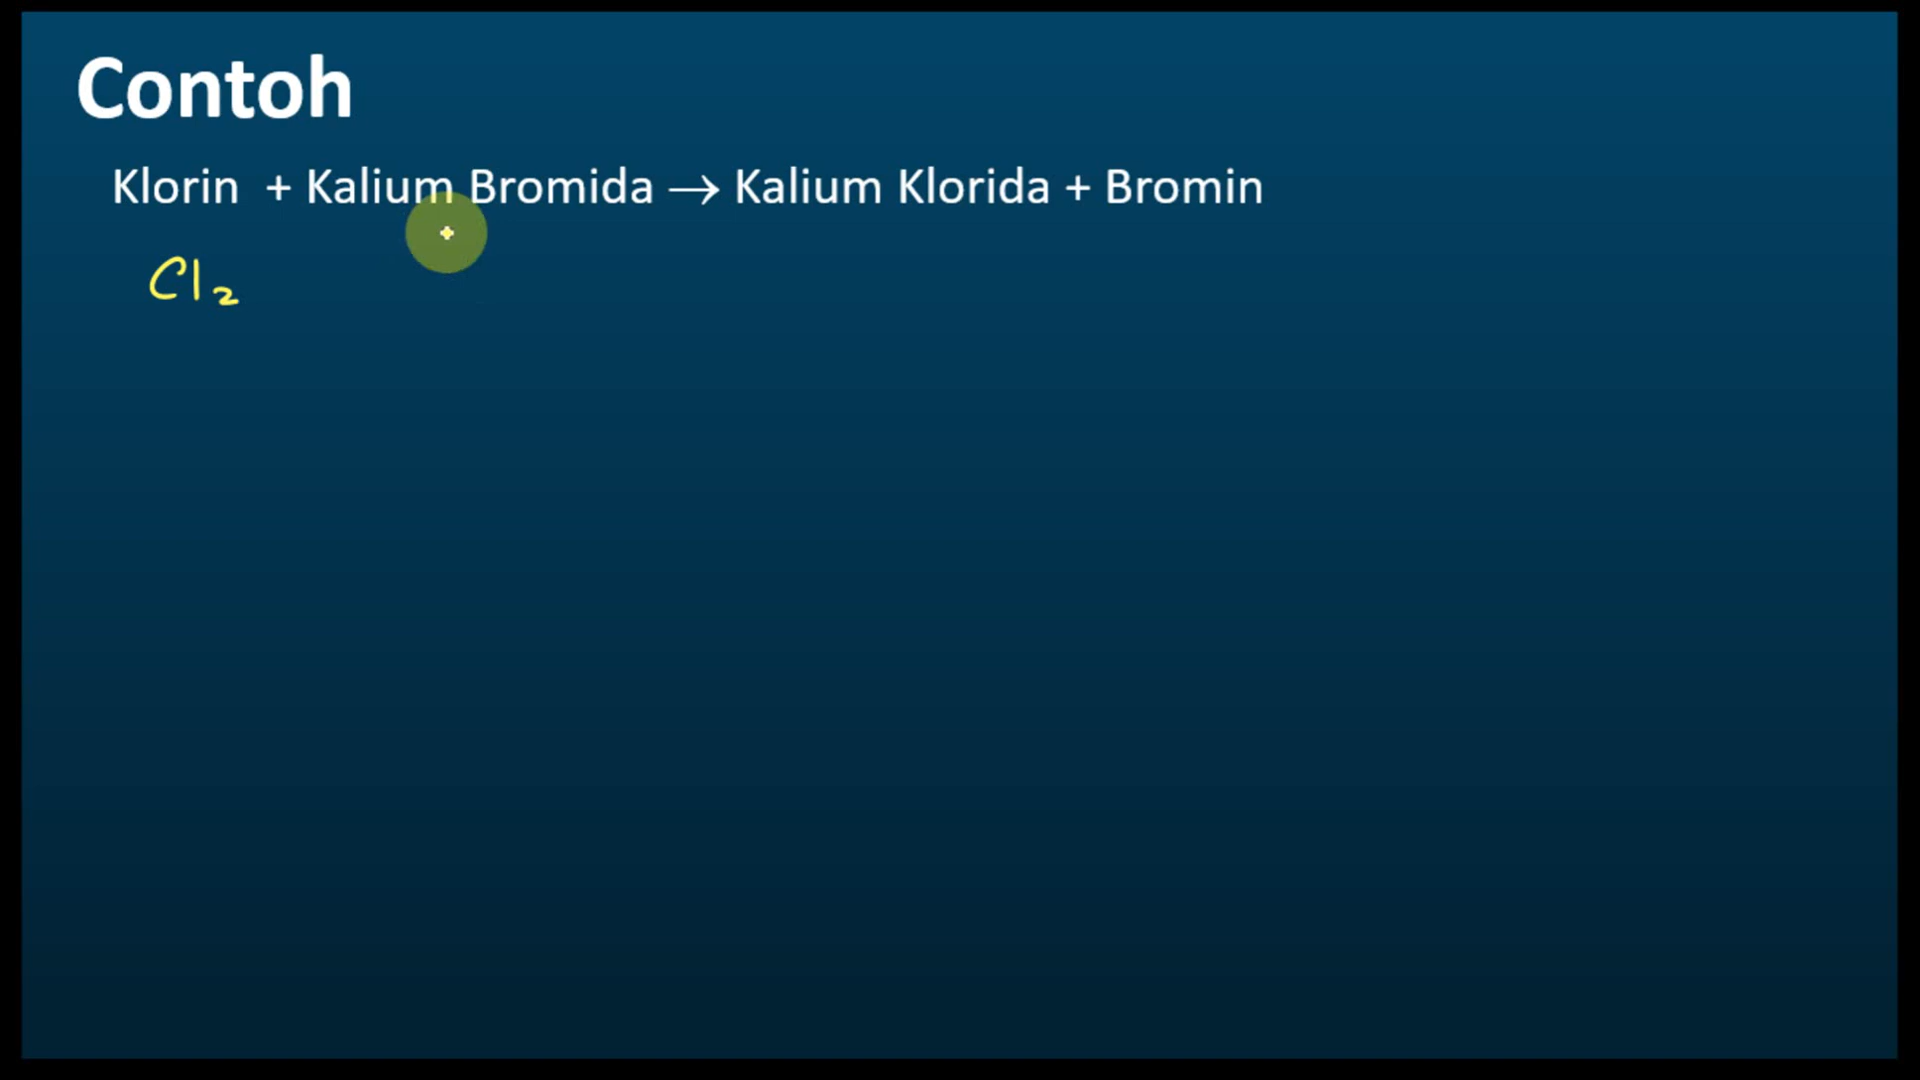 Contoh
Klorin + Kalium Bromida → Kalium Klorida + Bromin
Cl₂